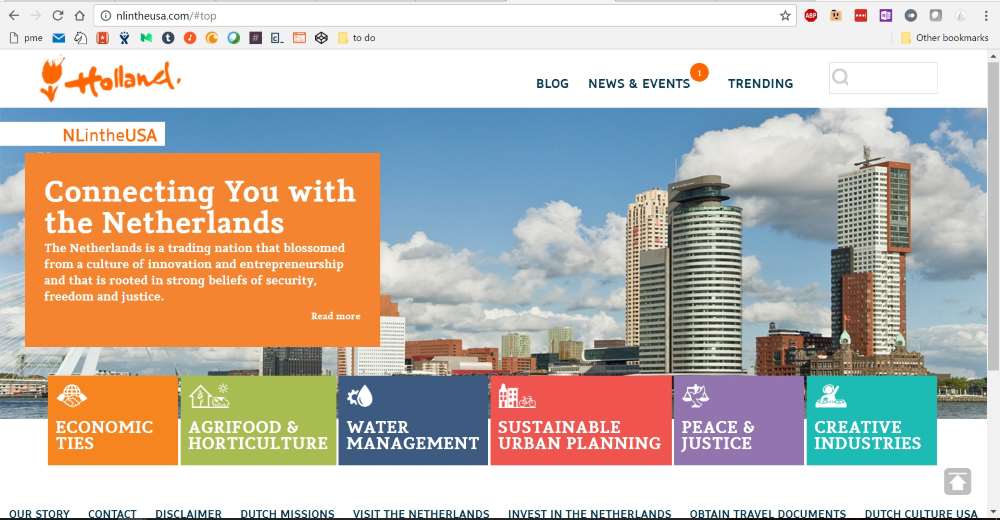 nlintheusa.com/#top
ABP
pme
to do
Other bookmarks
Holland.
BLOG
NEWS & EVENTS
1
TRENDING
NLintheUSA
Connecting You with
the Netherlands
The Netherlands is a trading nation that blossomed
from a culture of innovation and entrepreneurship
and that is rooted in strong beliefs of security,
freedom and justice.
Read more
ECONOMIC
TIES
AGRIFOOD &
HORTICULTURE
WATER
MANAGEMENT
SUSTAINABLE
URBAN PLANNING
PEACE &
JUSTICE
CREATIVE
INDUSTRIES
OUR STORY
CONTACT
DISCLAIMER
DUTCH MISSIONS
VISIT THE NETHERLANDS
INVEST IN THE NETHERLANDS
OBTAIN TRAVEL DOCUMENTS
DUTCH CULTURE USA